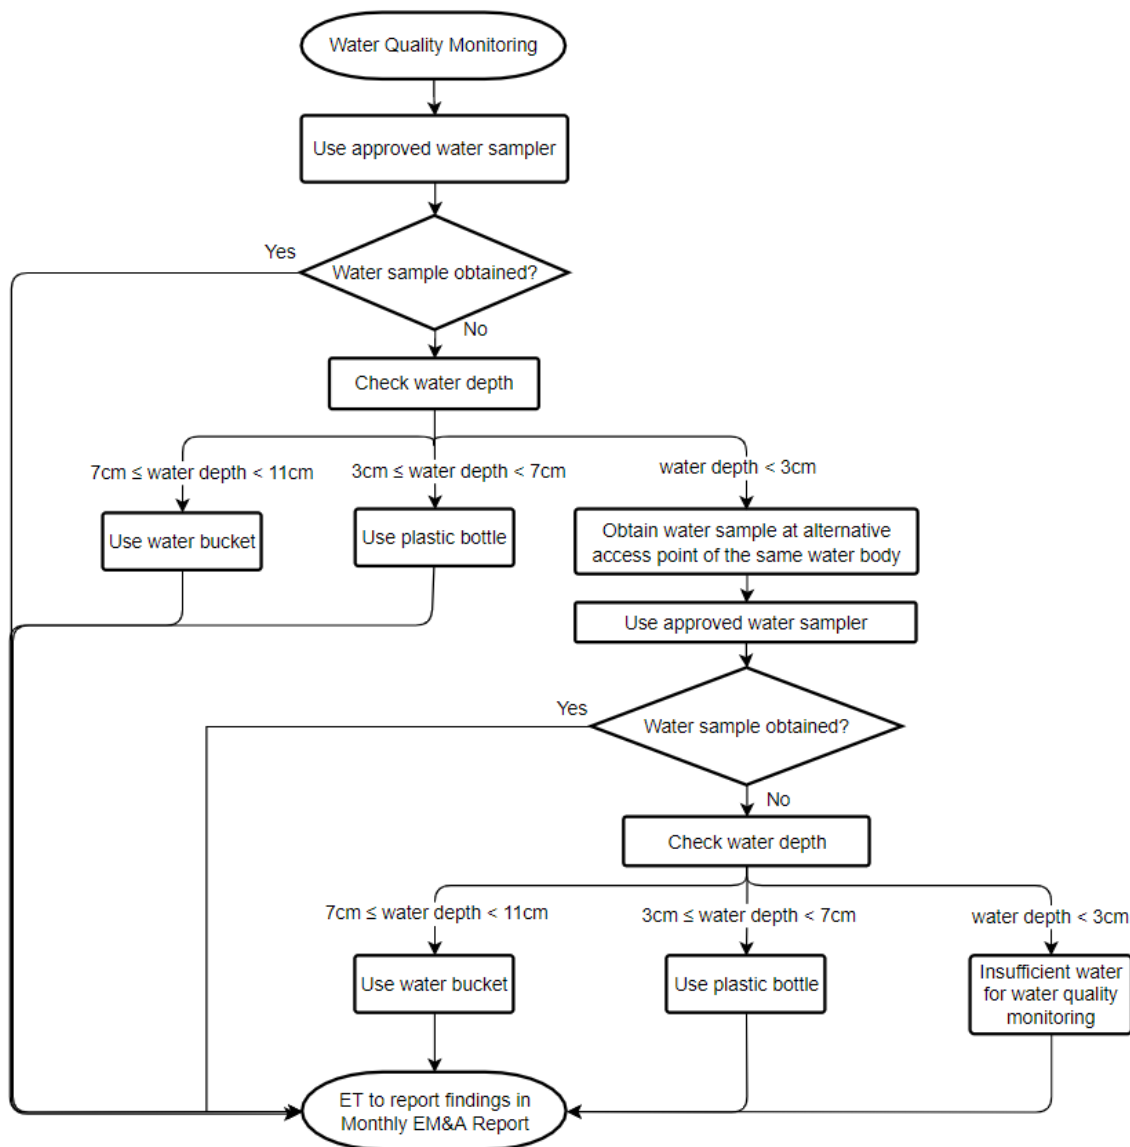 Water Quality Monitoring
Use approved water sampler
Yes
Water sample obtained?
No
Check water depth
7cm ≤ water depth < 11cm
3cm ≤ water depth < 7cm
water depth < 3cm
Use water bucket
Use plastic bottle
Obtain water sample at alternative
access point of the same water body
Use approved water sampler
Yes
Water sample obtained?
No
Check water depth
7cm ≤ water depth < 11cm
3cm ≤ water depth < 7cm
water depth < 3cm
Use water bucket
Use plastic bottle
Insufficient water
for water quality
monitoring
ET to report findings in
Monthly EM&A Report